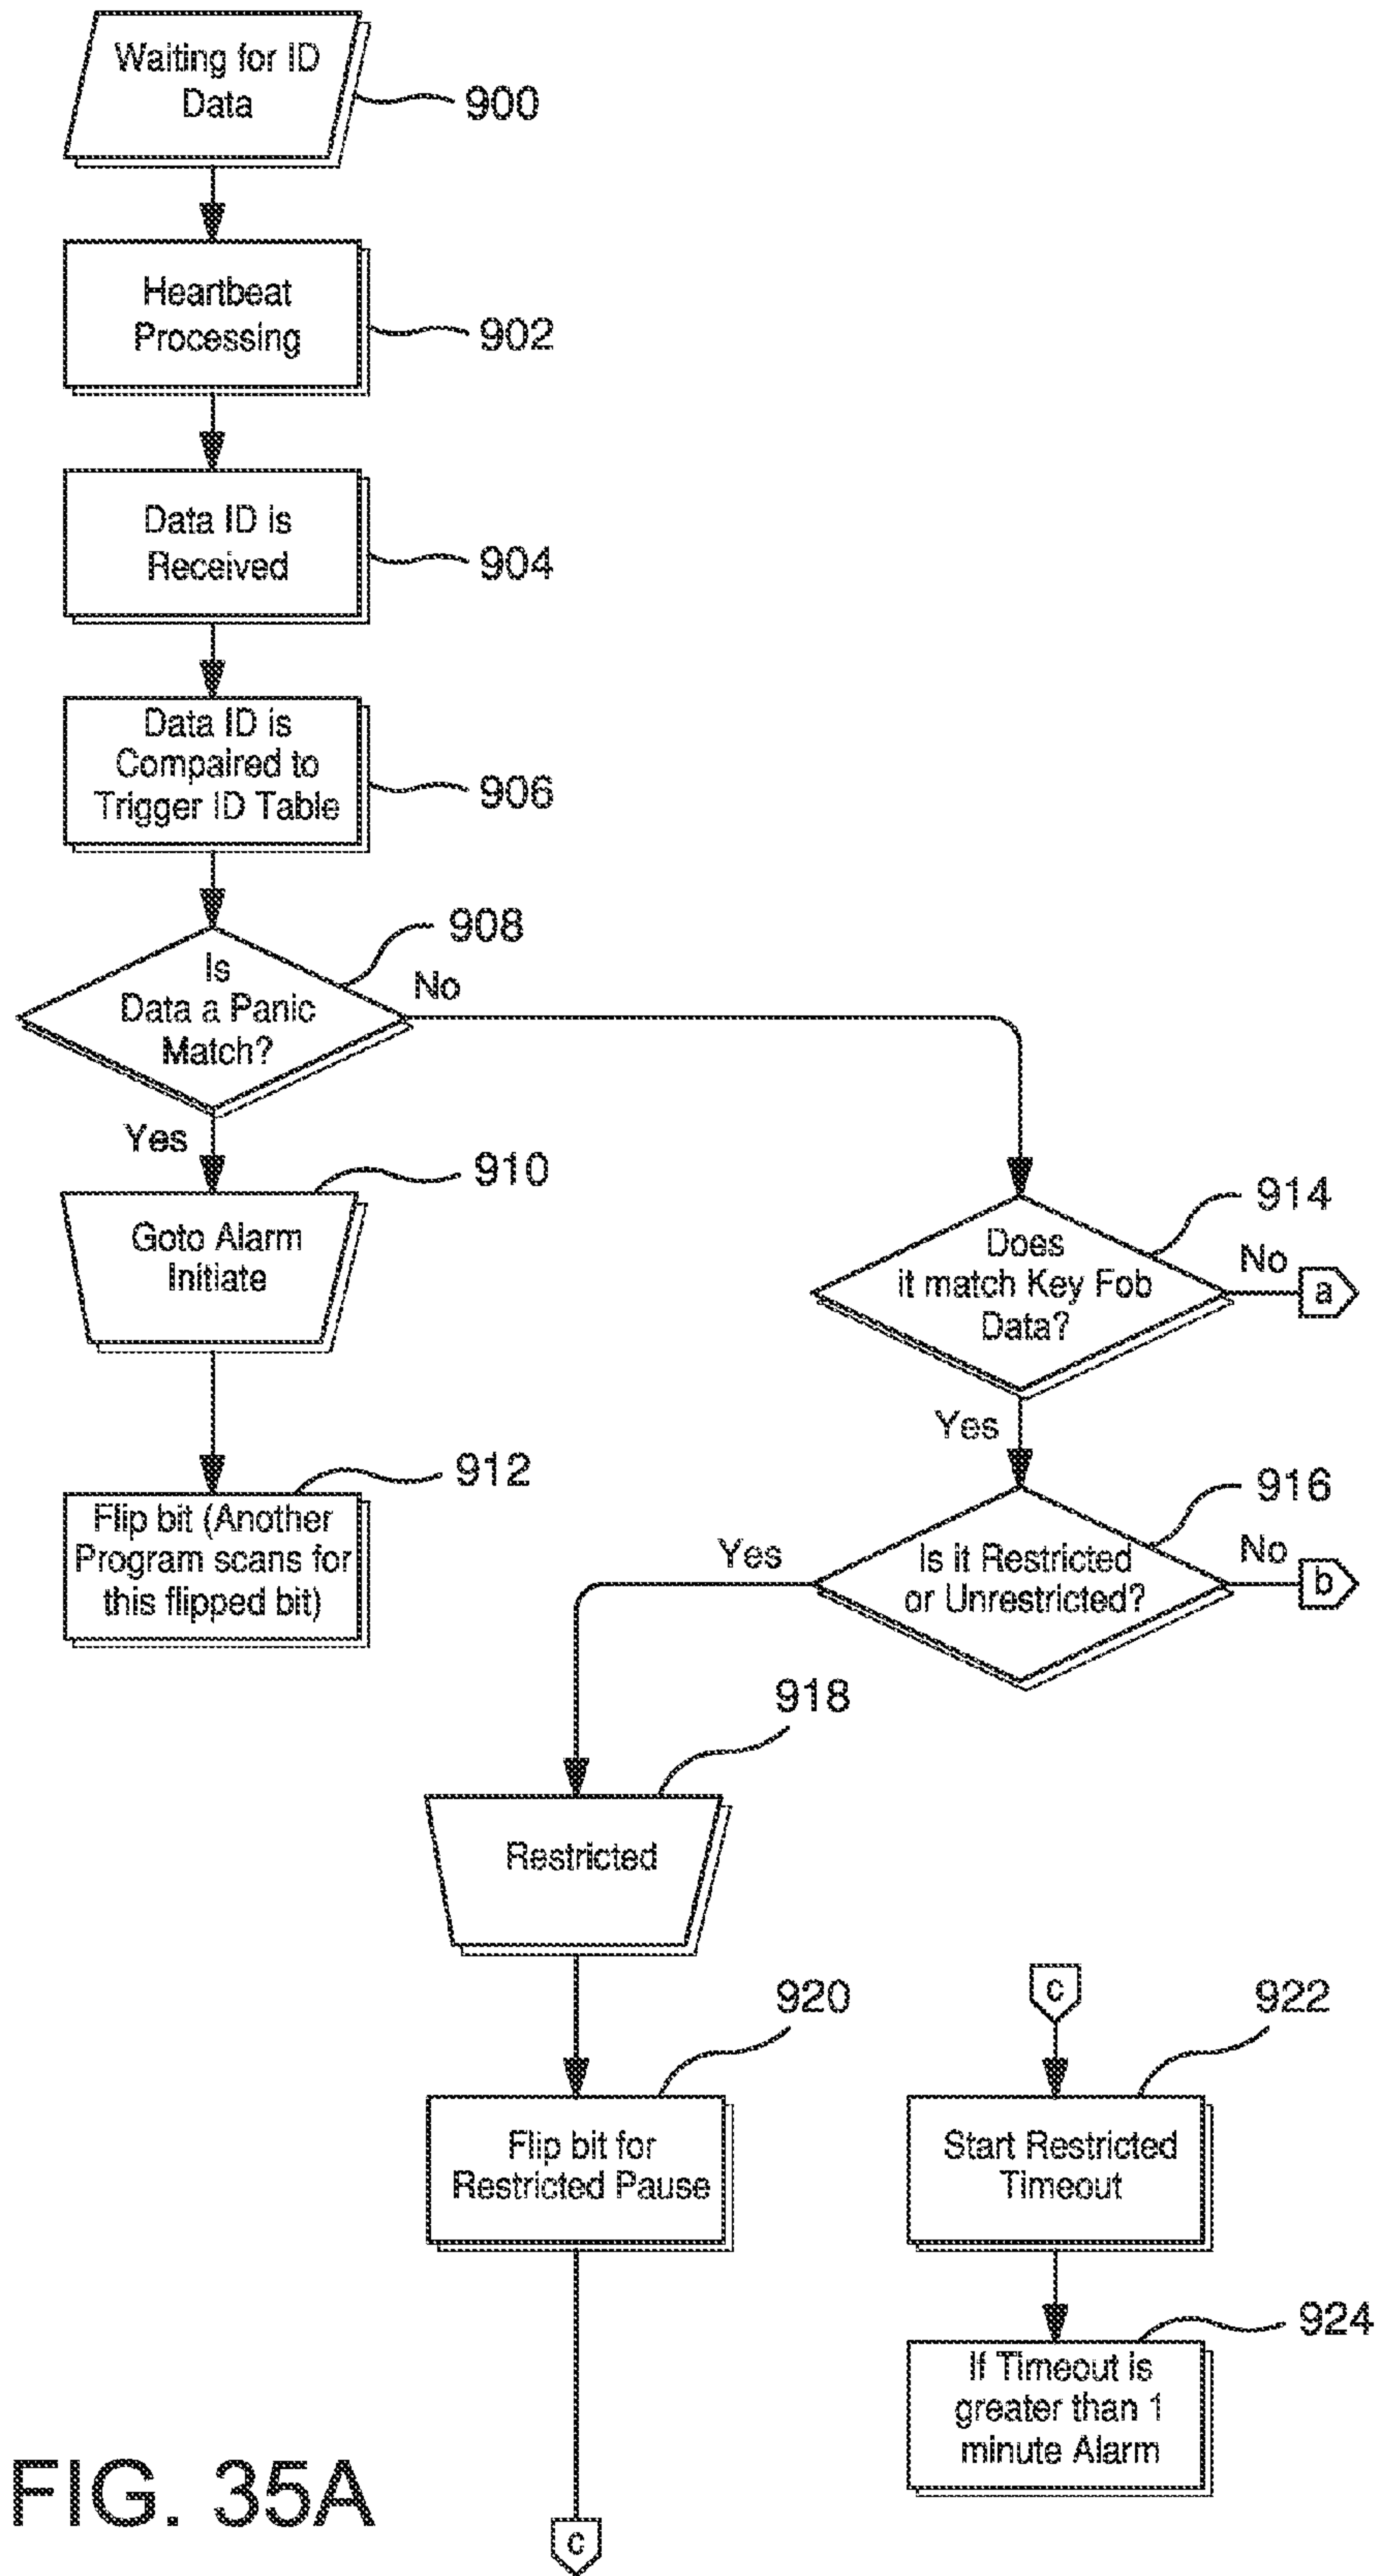 Waiting for ID
Data
900
Heartbeat
Processing
902
Data ID is
Received
904
Data ID is
Compaired to
Trigger ID Table
906
908
Is
Data a Panic
Match?
No
Yes
910
Goto Alarm
Initiate
914
Does
it match Key Fob
Data?
No
a
Yes
912
Flip bit (Another
Program scans for
this flipped bit)
916
Is it Restricted
or Unrestricted?
No
b
Yes
918
Restricted
920
Flip bit for
Restricted Pause
c
c
922
Start Restricted
Timeout
924
If Timeout is
greater than 1
minute Alarm
FIG. 35A